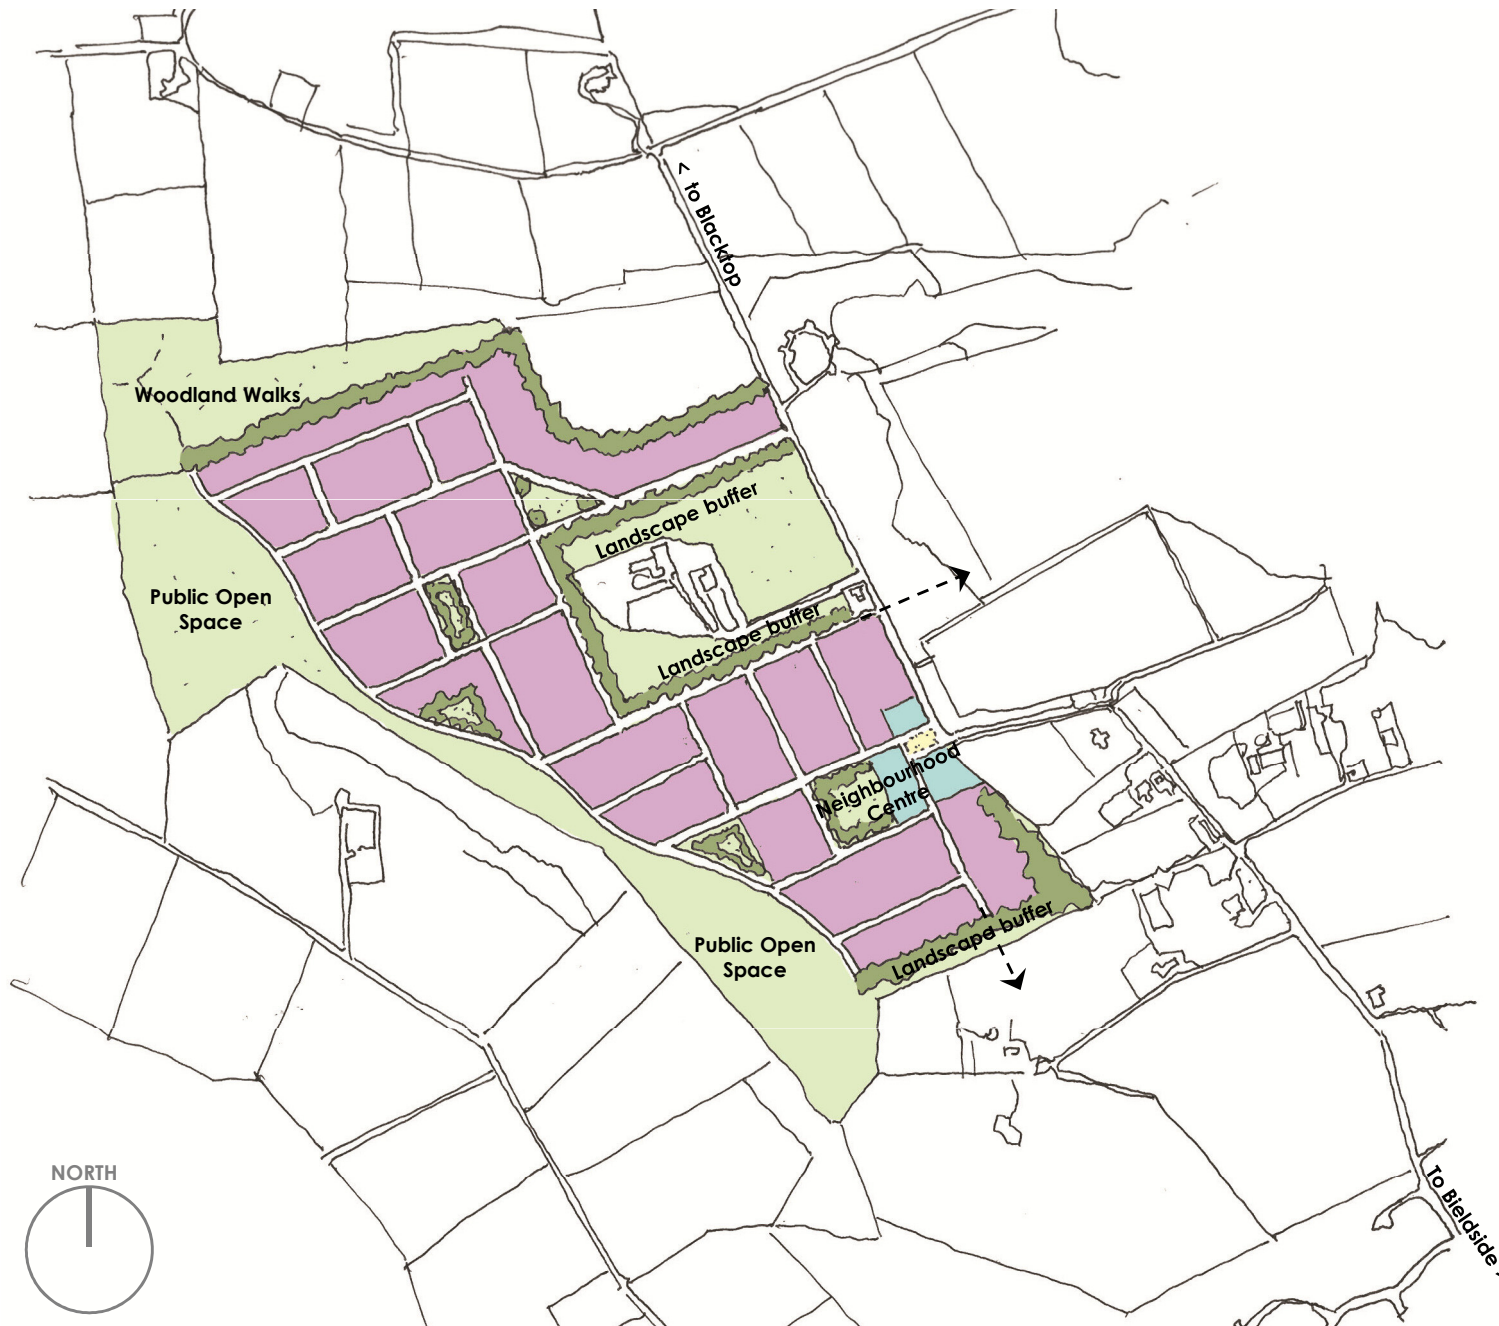 < to Blacktop
Woodland Walks
Landscape buffer
Public Open
Space
Landscape buffer
Neighbourhood
Centre
Landscape buffer
Public Open
Space
NORTH
To Bieldside